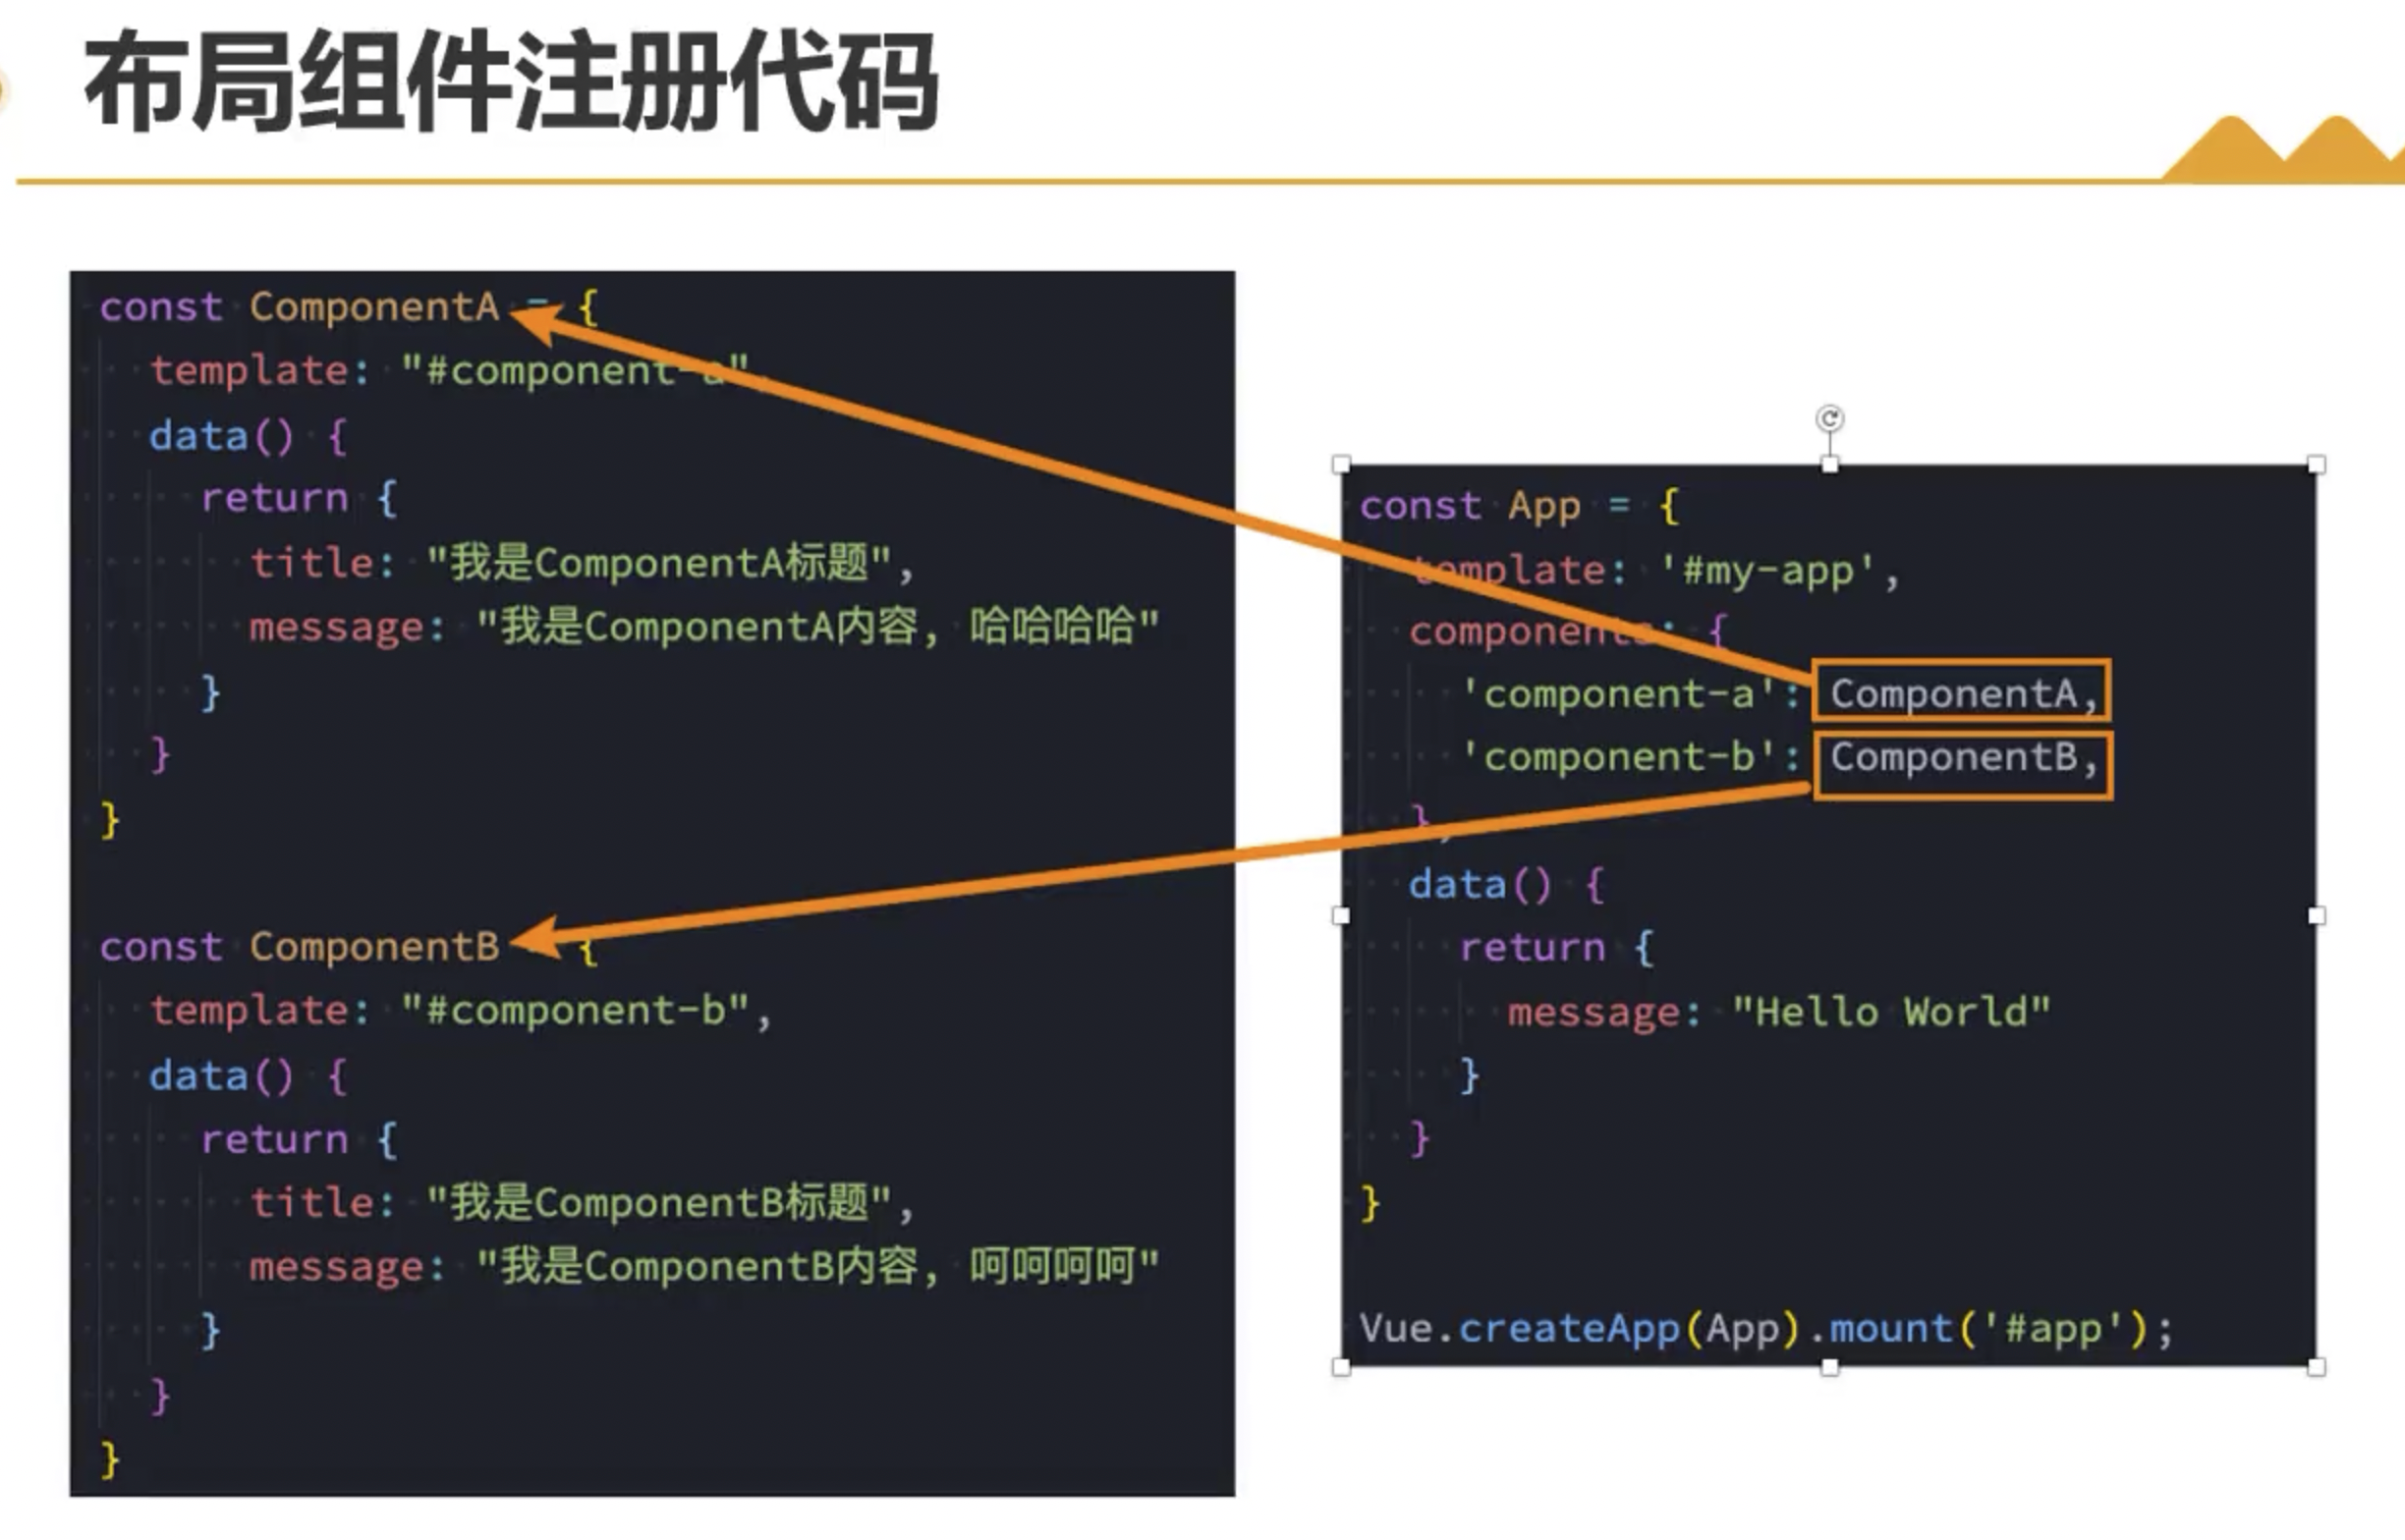 布局组件注册代码
const ComponentA = {
template: "#component-a",
data() {
return {
title: "我是ComponentA标题",
message: "我是ComponentA内容, 哈哈哈哈"
}
}
}
const ComponentB {
template: "#component-b",
data() {
return {
title: "我是ComponentB标题",
message: "我是ComponentB内容, 呵呵呵呵"
}
}
}
const App = {
template: '#my-app',
components: {
'component-a': ComponentA,
'component-b': ComponentB,
},
data() {
return {
message: "Hello World"
}
}
}
Vue.createApp(App).mount('#app');